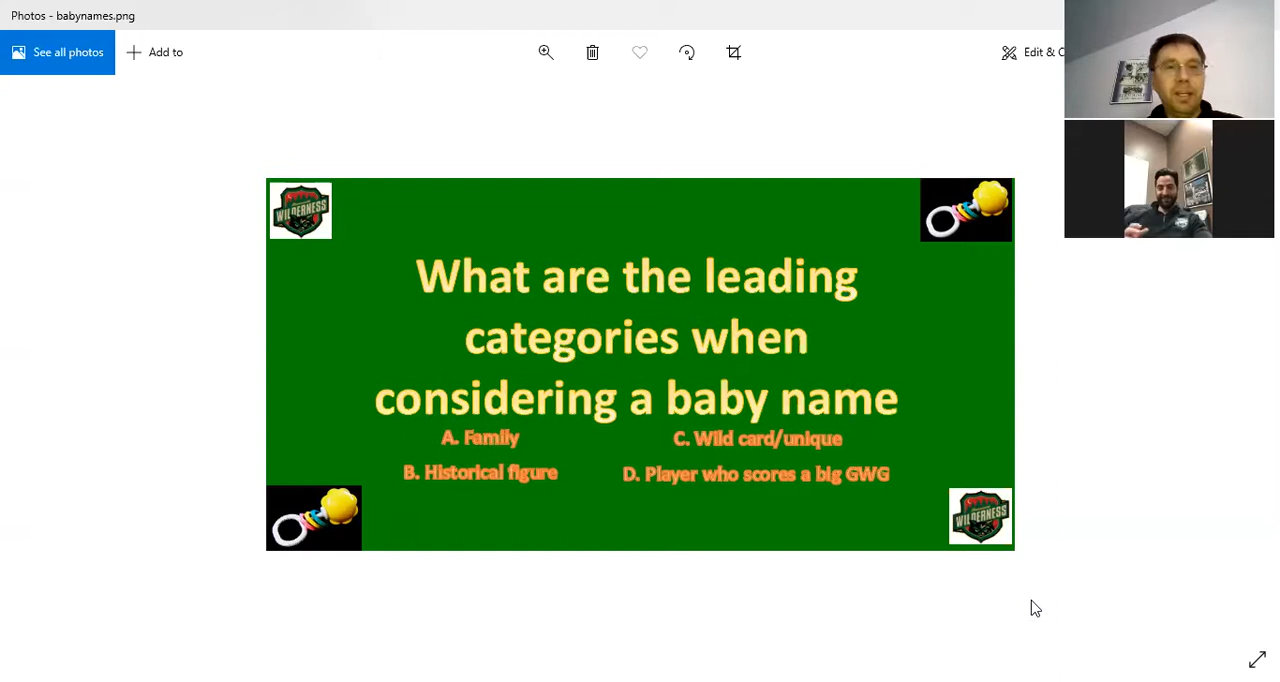 Photos - babynames.png
See all photos
Add to
Edit & C
WILDERNESS
What are the leading
categories when
considering a baby name
A. Family
C. Wild card/unique
B. Historical figure
D. Player who scores a big GWG
WILDERNESS